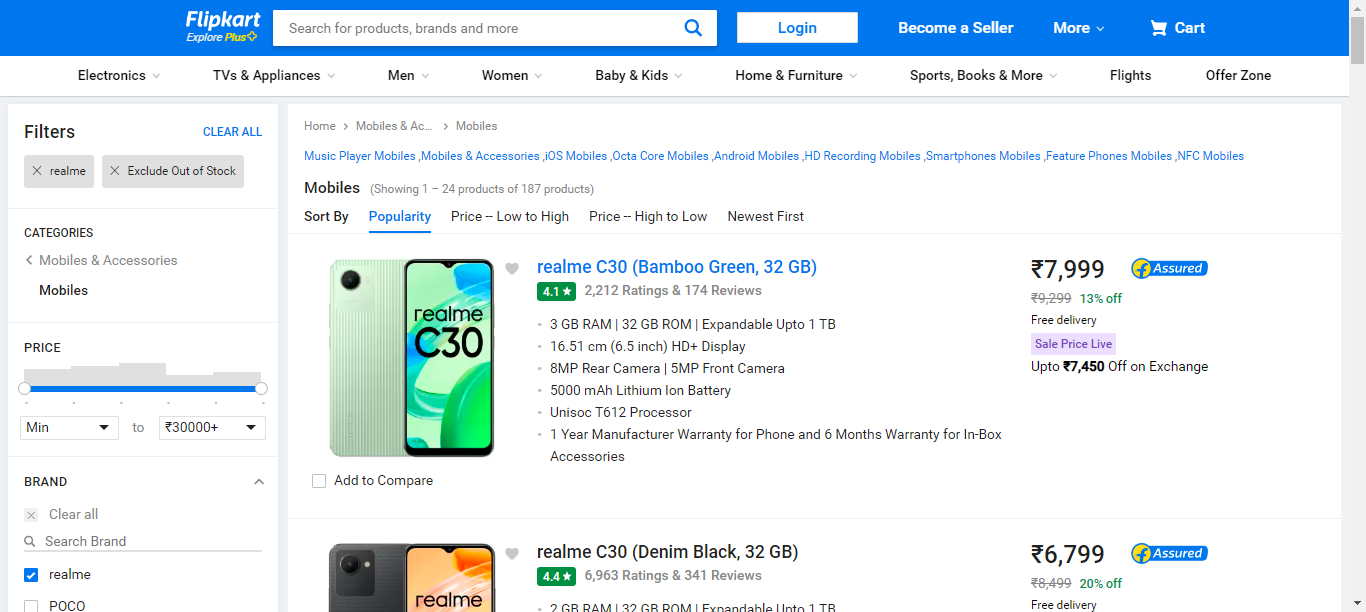 Flipkart
Explore Plus
Search for products, brands and more
Login
Become a Seller
More
Cart
Electronics
TVs & Appliances
Men
Women
Baby & Kids
Home & Furniture
Sports, Books & More
Flights
Offer Zone
Filters
CLEAR ALL
realme
Exclude Out of Stock
CATEGORIES
Mobiles & Accessories
Mobiles
PRICE
Min
to
₹30000+
BRAND
Clear all
Search Brand
realme
POCO
Home
Mobiles & Ac...
Mobiles
Music Player Mobiles ,Mobiles & Accessories ,iOS Mobiles ,Octa Core Mobiles ,Android Mobiles ,HD Recording Mobiles ,Smartphones Mobiles ,Feature Phones Mobiles ,NFC Mobiles
Mobiles (Showing 1 – 24 products of 187 products)
Sort By
Popularity
Price -- Low to High
Price -- High to Low
Newest First
realme
C30
Add to Compare
realme C30 (Bamboo Green, 32 GB)
4.1 ★ 2,212 Ratings & 174 Reviews
3 GB RAM | 32 GB ROM | Expandable Upto 1 TB
16.51 cm (6.5 inch) HD+ Display
8MP Rear Camera | 5MP Front Camera
5000 mAh Lithium Ion Battery
Unisoc T612 Processor
1 Year Manufacturer Warranty for Phone and 6 Months Warranty for In-Box
Accessories
₹7,999
Assured
₹9,299 13% off
Free delivery
Sale Price Live
Upto ₹7,450 Off on Exchange
realme
realme C30 (Denim Black, 32 GB)
4.4 ★ 6,963 Ratings & 341 Reviews
2 GB RAM | 32 GB ROM | Expandable Upto 1 TB
₹6,799
Assured
₹8,499 20% off
Free delivery